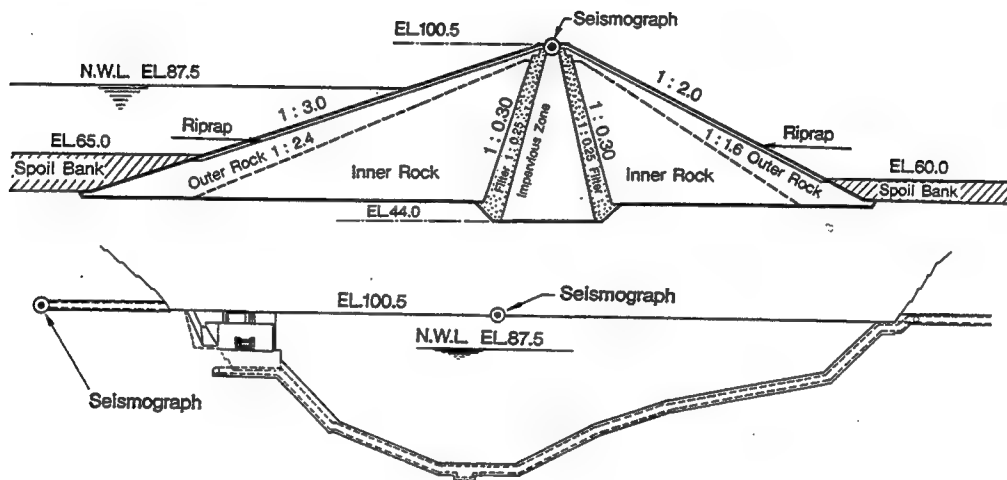 Seismograph
EL.100.5
N.W.L. EL.87.5
1 : 3.0
1 : 2.0
Riprap
Riprap
EL.65.0
Spoil Bank
Outer Rock 1 : 2.4
Inner Rock
1 : 0.30
Filter 1 : 0.25
Impervious Zone
1 : 0.30
1 : 0.25 Filter
Inner Rock
1 : 1.6 Outer Rock
EL.60.0
Spoil Bank
EL.44.0
EL.100.5
Seismograph
N.W.L. EL.87.5
Seismograph